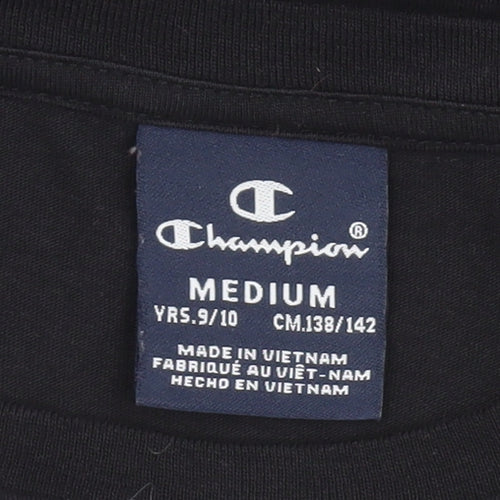 Champion®
MEDIUM
YRS.9/10 CM.138/142
MADE IN VIETNAM
FABRIQUÉ AU VIÊT-NAM
HECHO EN VIETNAM